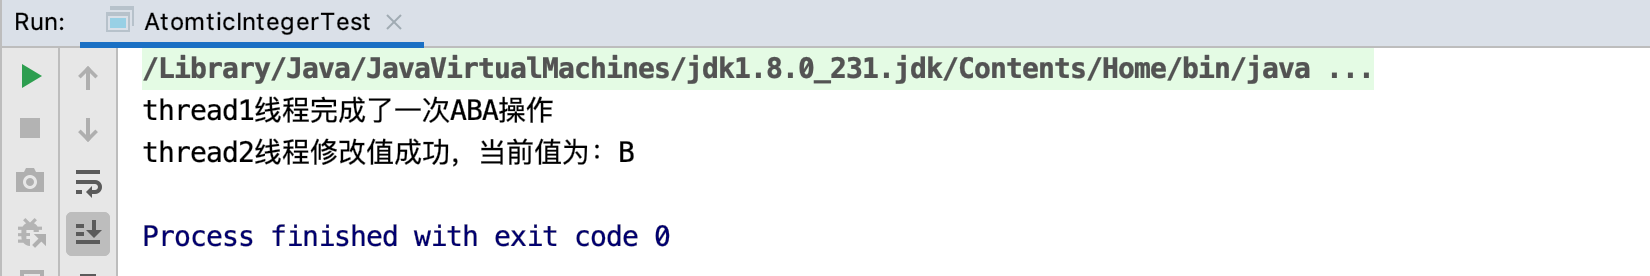 Run: AtomticIntegerTest
/Library/Java/JavaVirtualMachines/jdk1.8.0_231.jdk/Contents/Home/bin/java ...
thread1线程完成了一次ABA操作
thread2线程修改值成功，当前值为：B
Process finished with exit code 0